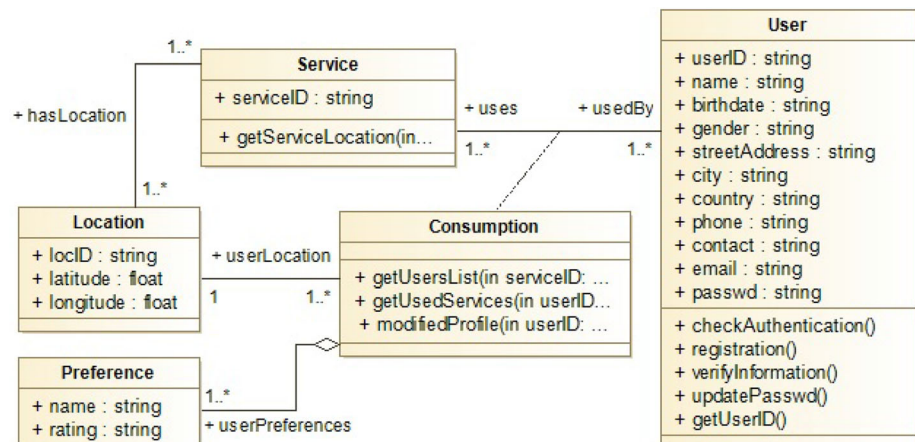 User
+ userID : string
+ name : string
+ birthdate : string
+ gender : string
+ streetAddress : string
+ city : string
+ country : string
+ phone : string
+ contact : string
+ email : string
+ passwd : string
+ checkAuthentication()
+ registration()
+ verifyInformation()
+ updatePasswd()
+ getUserID()
1..*
Service
+ serviceID : string
+ getServiceLocation(in...
+ hasLocation
+ uses
+ usedBy
1..*
1..*
1..*
Location
+ locID : string
+ latitude : float
+ longitude : float
+ userLocation
1
1..*
Consumption
+ getUsersList(in serviceID: ...
+ getUsedServices(in userID...
+ modifiedProfile(in userID: ...
Preference
+ name : string
+ rating : string
1..*
+ userPreferences